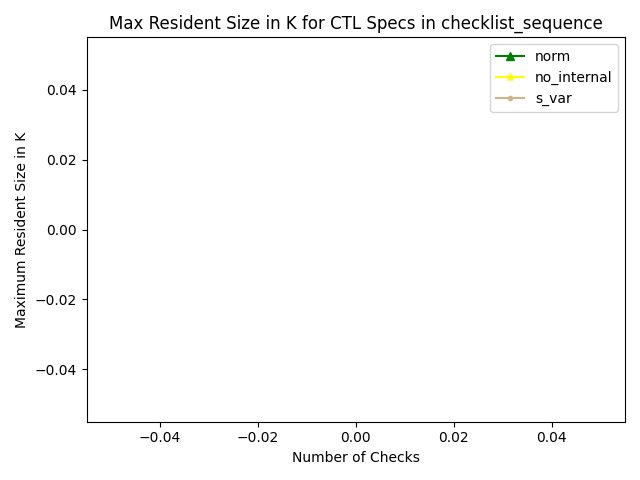 Max Resident Size in K for CTL Specs in checklist_sequence
norm
no_internal
s_var
0.04
0.02
0.00
−0.02
−0.04
Maximum Resident Size in K
−0.04 −0.02 0.00 0.02 0.04
Number of Checks